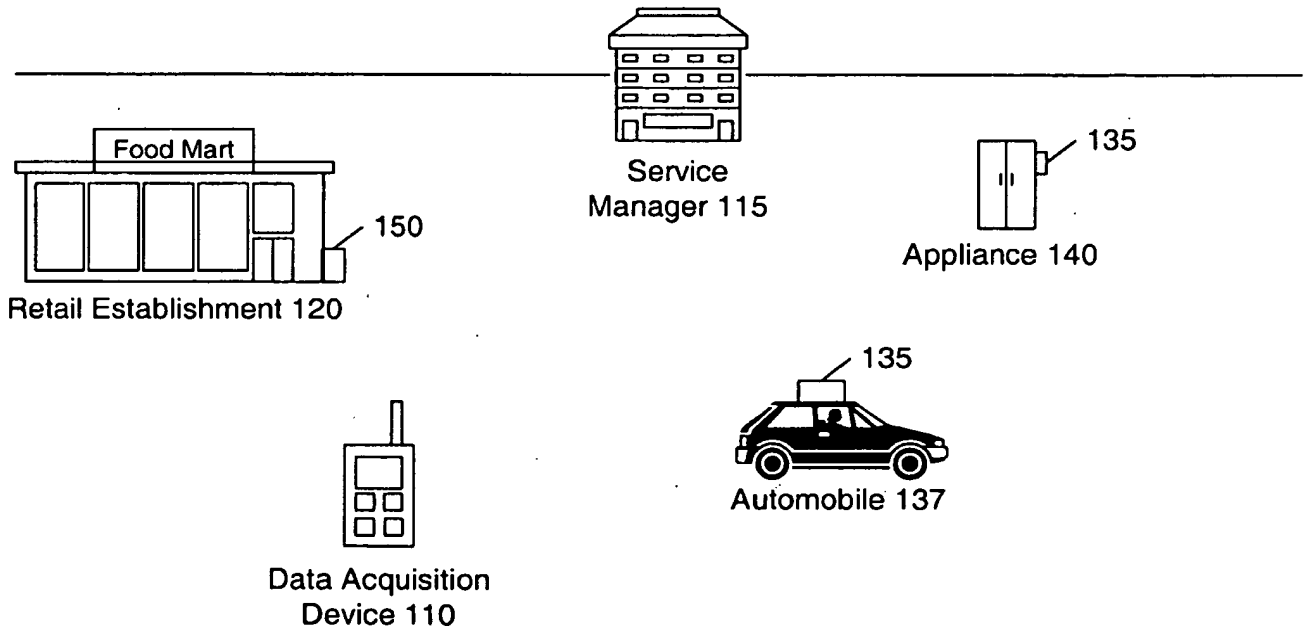 Food Mart
150
Retail Establishment 120
Service
Manager 115
135
Appliance 140
135
Automobile 137
Data Acquisition
Device 110